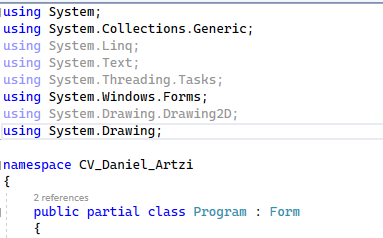 using System;
using System.Collections.Generic;
using System.Linq;
using System.Text;
using System.Threading.Tasks;
using System.Windows.Forms;
using System.Drawing.Drawing2D;
using System.Drawing;
namespace CV_Daniel_Artzi
{
2 references
public partial class Program : Form
{